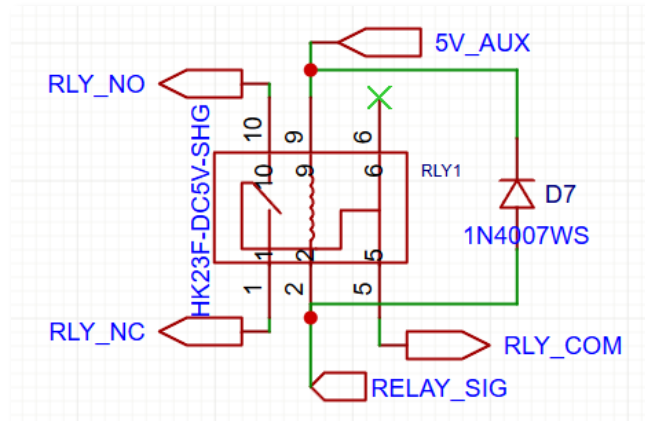 5V_AUX
RLY_NO
10
9
6
HK23F-DC5V-SHG
10
9
6
RLY1
D7
1N4007WS
1
2
5
1
2
5
RLY_NC
RLY_COM
RELAY_SIG